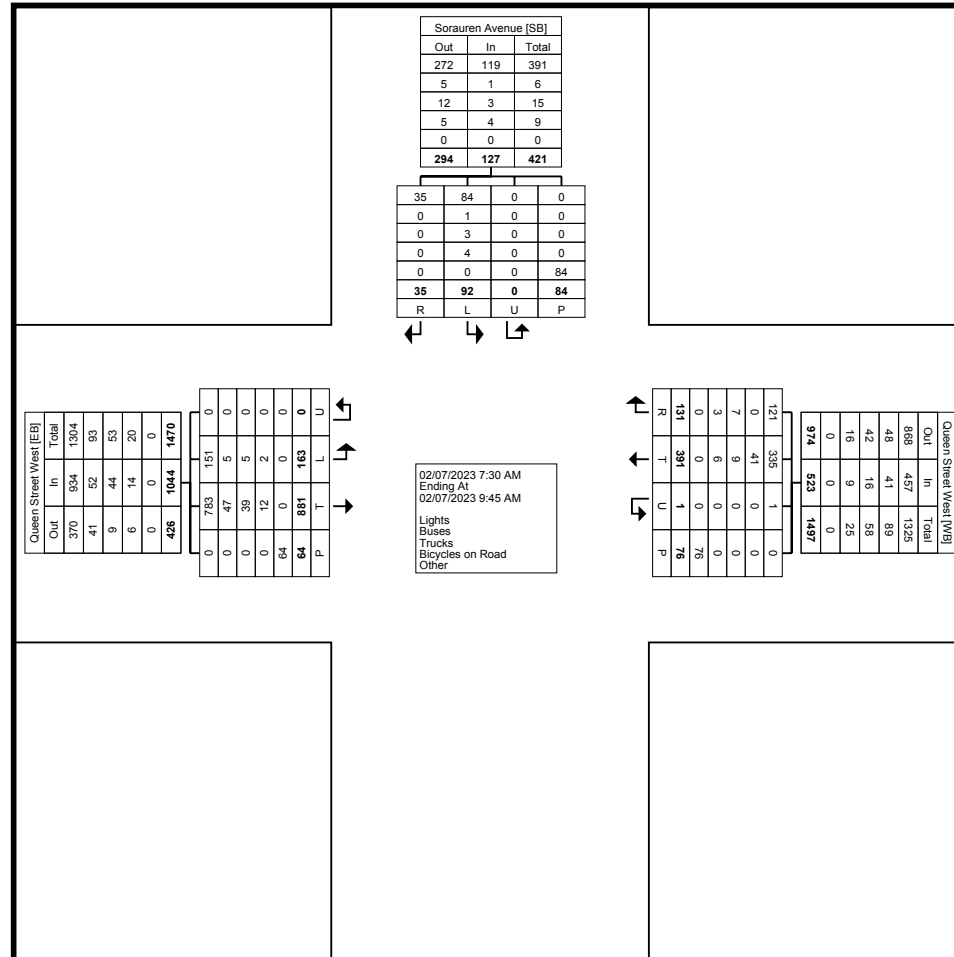 Sorauren Avenue [SB]
Out In Total
272 119 391
5 1 6
12 3 15
5 4 9
0 0 0
294 127 421
35 84 0 0
0 1 0 0
0 3 0 0
0 4 0 0
0 0 0 84
35 92 0 84
R L U P
Queen Street West [EB]
Out In Total
370 934 1304
41 52 93
9 44 53
6 14 20
0 0 0
426 1044 1470
0 151 783 0
0 5 47 0
0 5 39 0
0 2 12 0
0 0 0 64
0 163 881 64
U L T P
02/07/2023 7:30 AM
Ending At
02/07/2023 9:45 AM
Lights
Buses
Trucks
Bicycles on Road
Other
R 131 0 3 7 0 121
T 391 0 6 9 41 335
U 1 0 0 0 0 1
P 76 76 0 0 0 0
Queen Street West [WB]
Out In Total
868 457 1325
48 41 89
42 16 58
16 9 25
0 0 0
974 523 1497